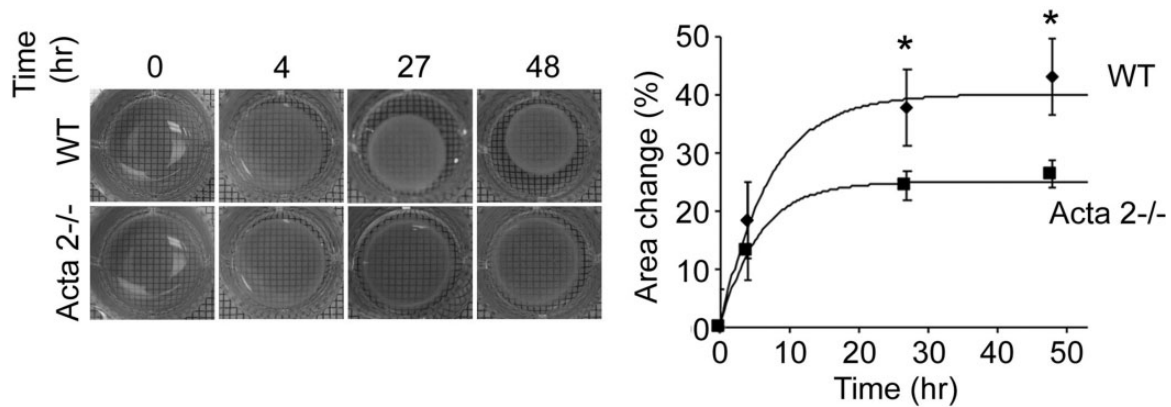 Time
(hr)
0 4 27 48
WT
Acta 2-/-
Area change (%)
50
40
30
20
10
0
0 10 20 30 40 50
Time (hr)
* *
WT
Acta 2-/-